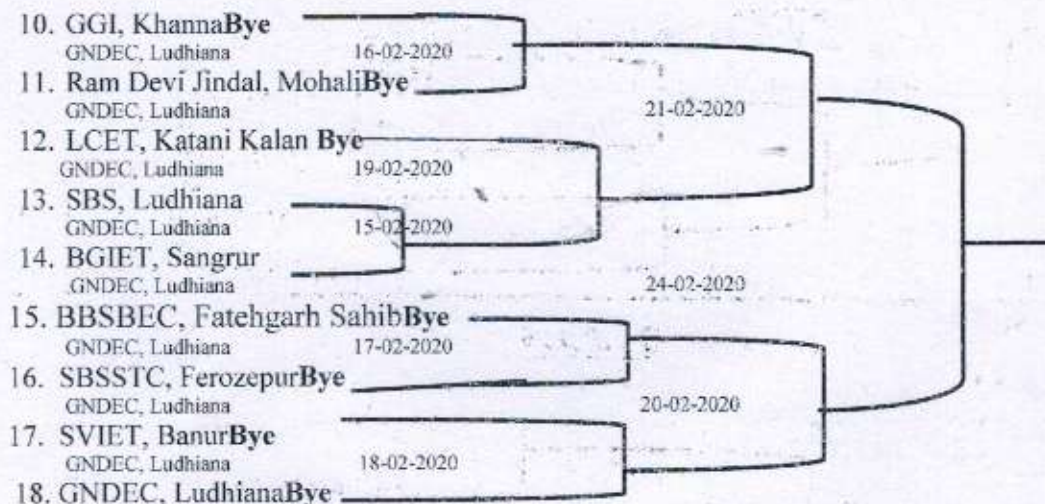 10. GGI, KhannaBye
GNDEC, Ludhiana 16-02-2020
11. Ram Devi Jindal, MohaliBye
GNDEC, Ludhiana 21-02-2020
12. LCET, Katani Kalan Bye
GNDEC, Ludhiana 19-02-2020
13. SBS, Ludhiana
GNDEC, Ludhiana 15-02-2020
14. BGIET, Sangrur
GNDEC, Ludhiana 24-02-2020
15. BBSBEC, Fatehgarh SahibBye
GNDEC, Ludhiana 17-02-2020
16. SBSSTC, FerozepurBye
GNDEC, Ludhiana 20-02-2020
17. SVIET, BanurBye
GNDEC, Ludhiana 18-02-2020
18. GNDEC, LudhianaBye